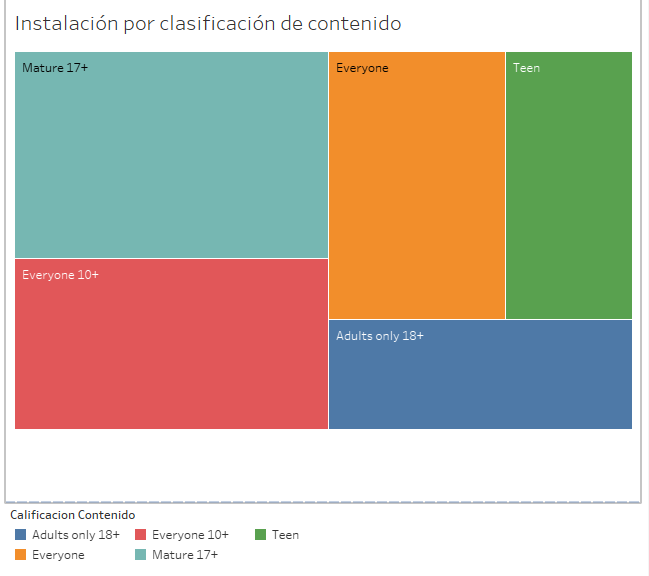 Instalación por clasificación de contenido
Mature 17+
Everyone
Teen
Everyone 10+
Adults only 18+
Calificacion Contenido
Adults only 18+ Everyone 10+ Teen
Everyone Mature 17+